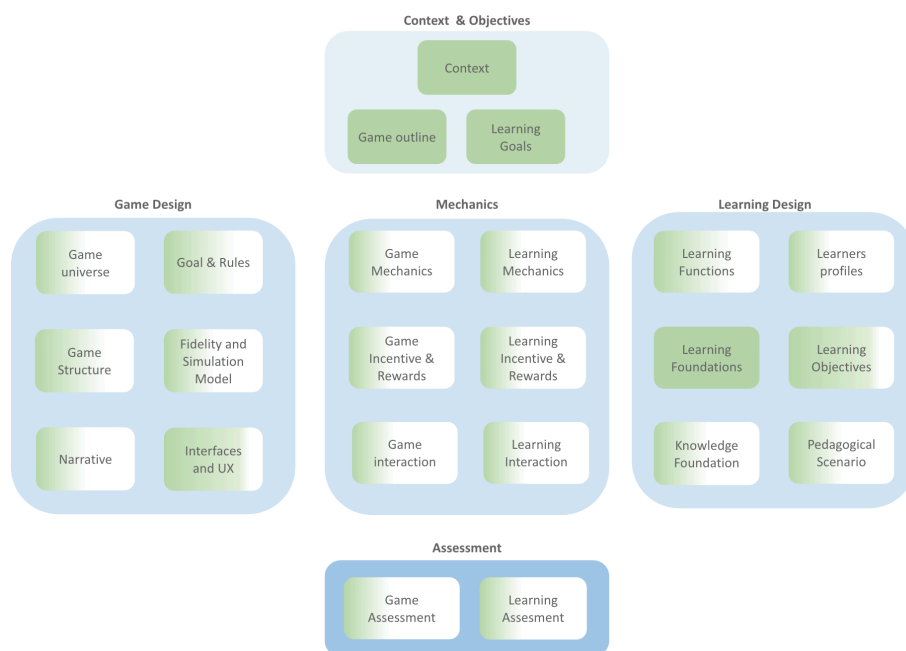 Context & Objectives
Context
Game outline
Learning
Goals
Game Design
Game
universe
Goal & Rules
Game
Structure
Fidelity and
Simulation
Model
Narrative
Interfaces
and UX
Mechanics
Game
Mechanics
Learning
Mechanics
Game
Incentive &
Rewards
Learning
Incentive &
Rewards
Game
interaction
Learning
Interaction
Learning Design
Learning
Functions
Learners
profiles
Learning
Foundations
Learning
Objectives
Knowledge
Foundation
Pedagogical
Scenario
Assessment
Game
Assessment
Learning
Assesment